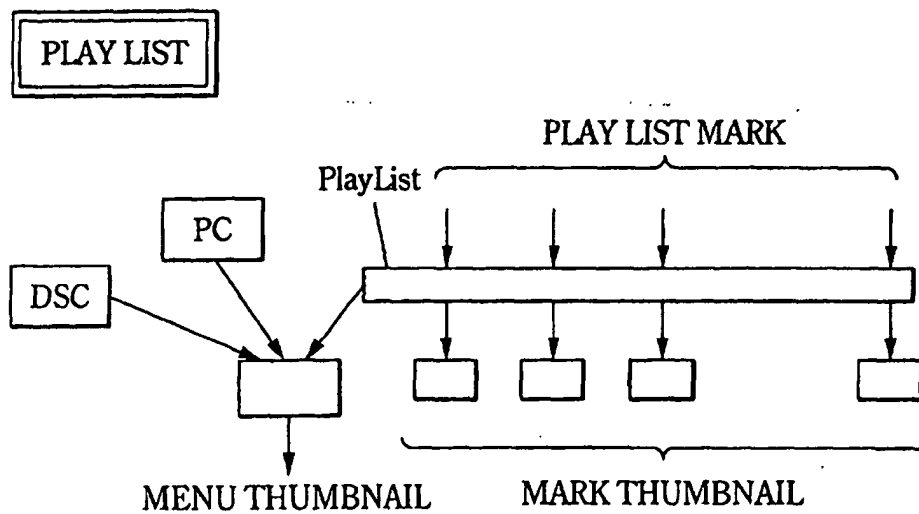 PLAY LIST
PLAY LIST MARK
PlayList
PC
DSC
MENU THUMBNAIL
MARK THUMBNAIL